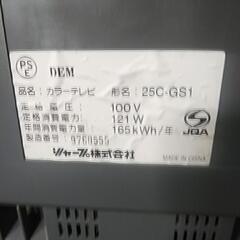 PS E DEM
品名：カラーテレビ 形名：25C-GS1
定格電圧： 100V
定格消費電力： 121W
年間消費電力量： 165kWh/年
製造番号： 9760555
シャープ株式会社
JQA
MADE IN CHINA